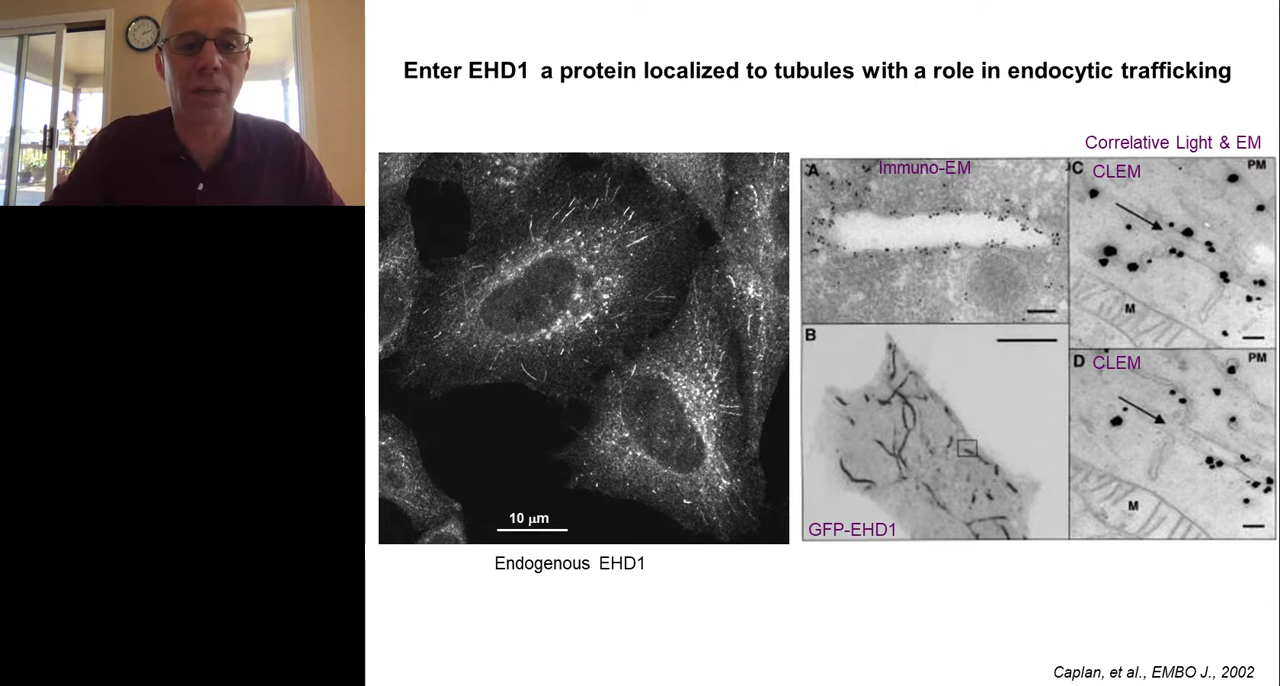 Enter EHD1 a protein localized to tubules with a role in endocytic trafficking
Correlative Light & EM
A
Immuno-EM
C
CLEM
PM
M
B
GFP-EHD1
D
CLEM
PM
M
10 μm
Endogenous EHD1
Caplan, et al., EMBO J., 2002